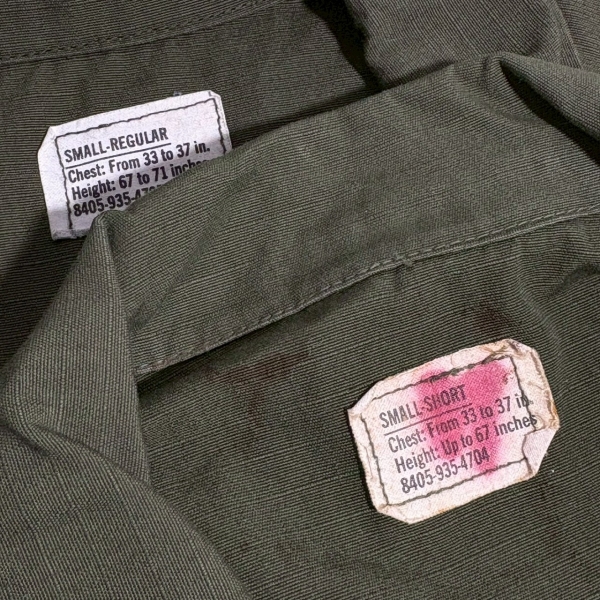 SMALL-REGULAR
Chest: From 33 to 37 in.
Height: 67 to 71 inches
SMALL-SHORT
Chest: From 33 to 37 in.
Height: Up to 67 inches
8405-935-4704